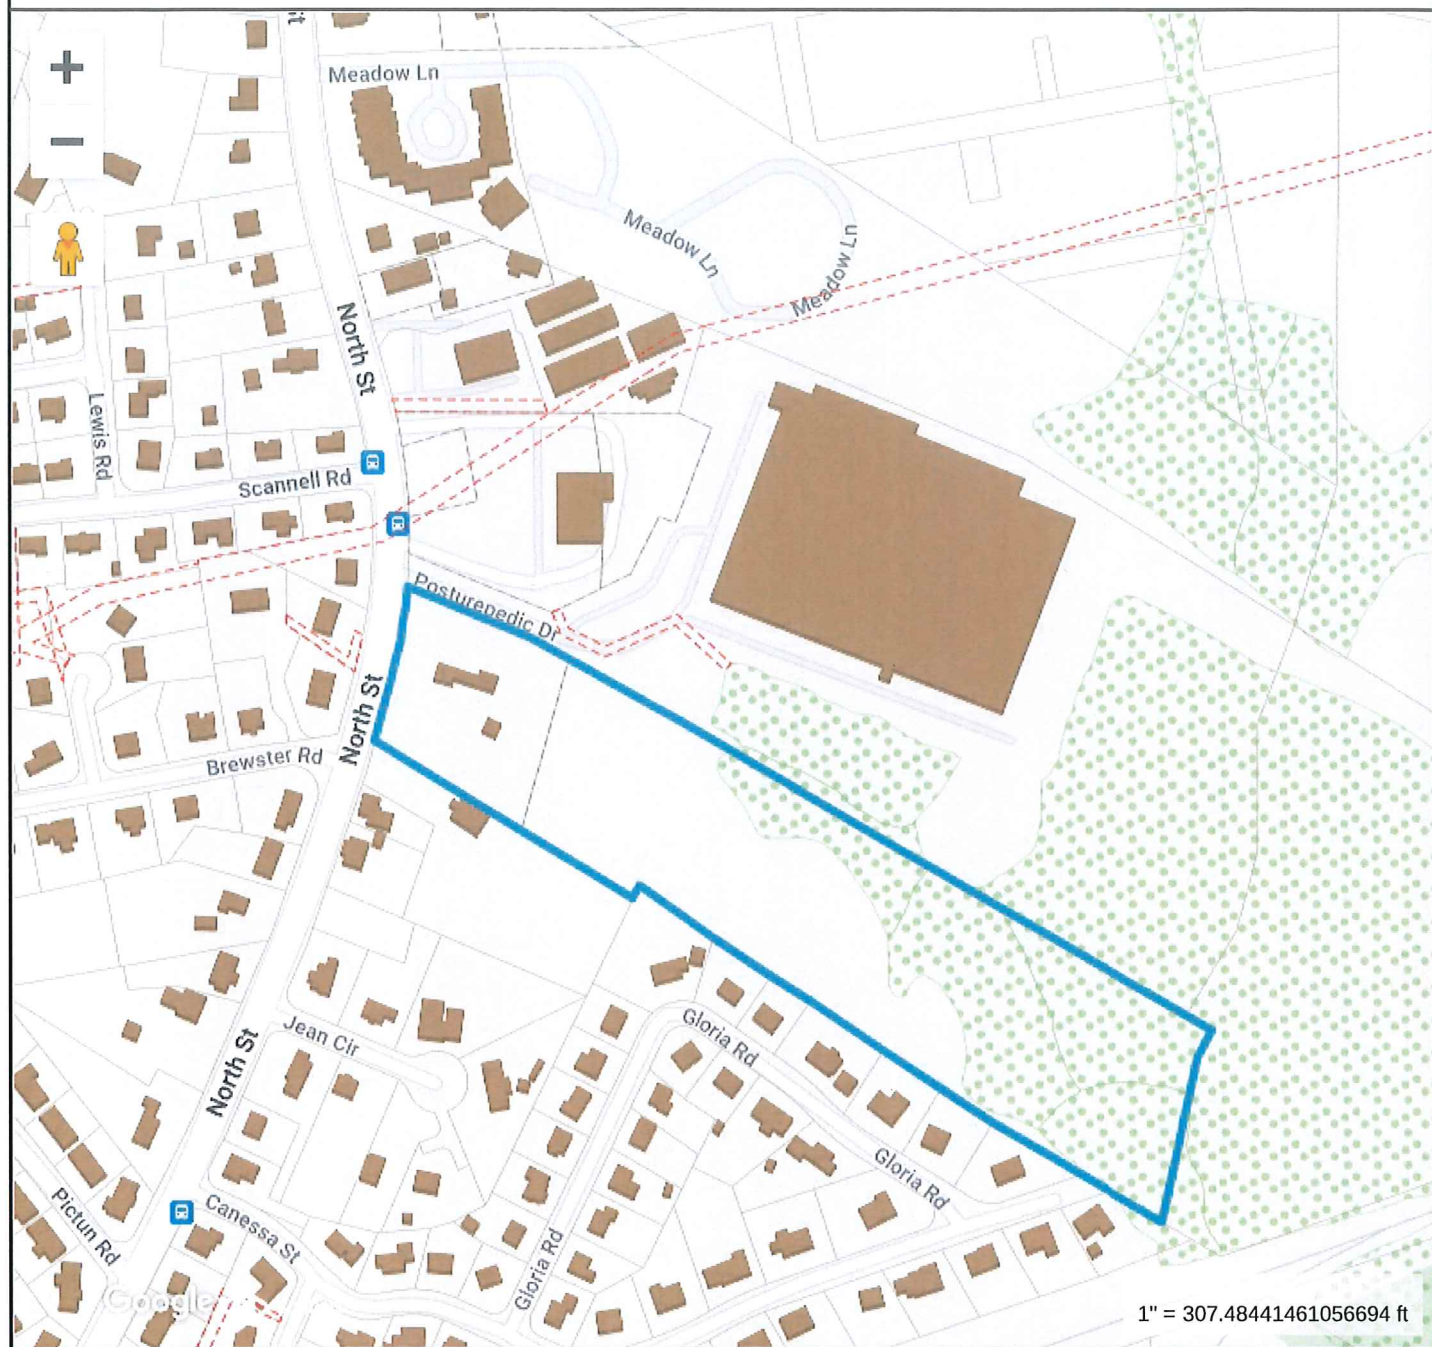 +
Meadow Ln
−
Meadow Ln
Meadow Ln
North St
Lewis Rd
Scannell Rd
Posturepedic Dr
North St
Brewster Rd
Gloria Rd
Jean Cir
North St
Gloria Rd
Pictun Rd
Canessa St
Gloria Rd
Google
1" = 307.48441461056694 ft